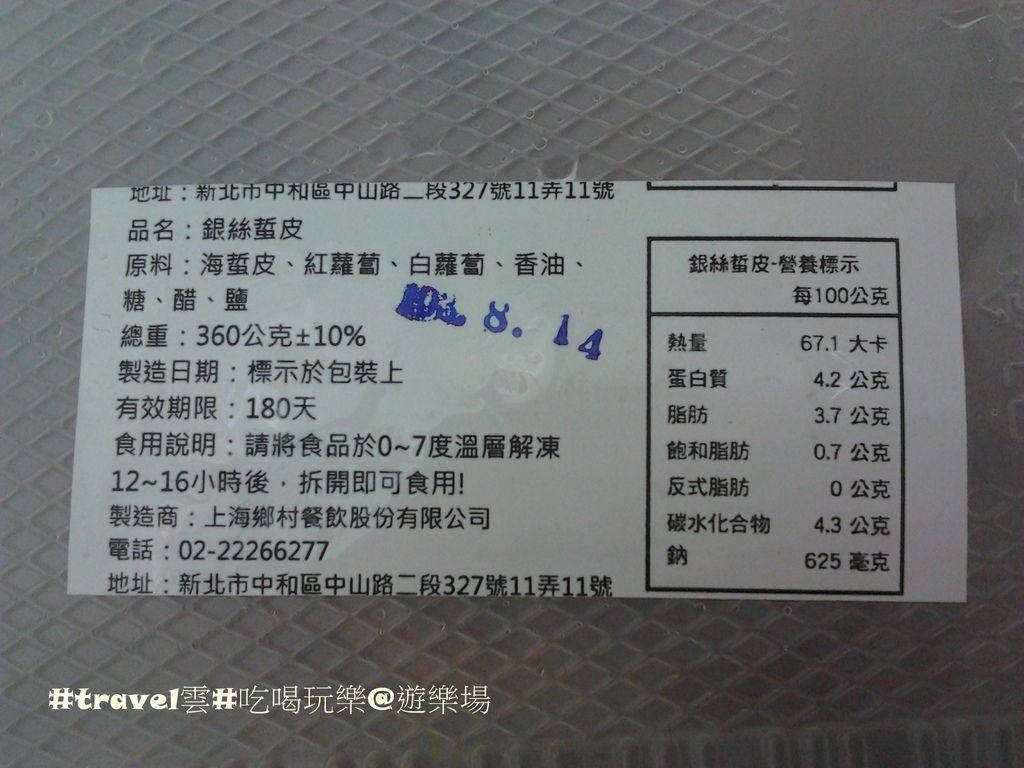 地址：新北市中和區中山路二段327號11弄11號
品名：銀絲蜇皮
原料：海蜇皮、紅蘿蔔、白蘿蔔、香油、
糖、醋、鹽
總重：360公克±10%
製造日期：標示於包裝上
有效期限：180天
食用說明：請將食品於0~7度溫層解凍
12~16小時後，拆開即可食用!
製造商：上海鄉村餐飲股份有限公司
電話：02-22266277
地址：新北市中和區中山路二段327號11弄11號
8. 14
銀絲蜇皮-營養標示
每100公克
熱量 67.1 大卡
蛋白質 4.2 公克
脂肪 3.7 公克
飽和脂肪 0.7 公克
反式脂肪 0 公克
碳水化合物 4.3 公克
鈉 625 毫克
#travel雲#吃喝玩樂@遊樂場